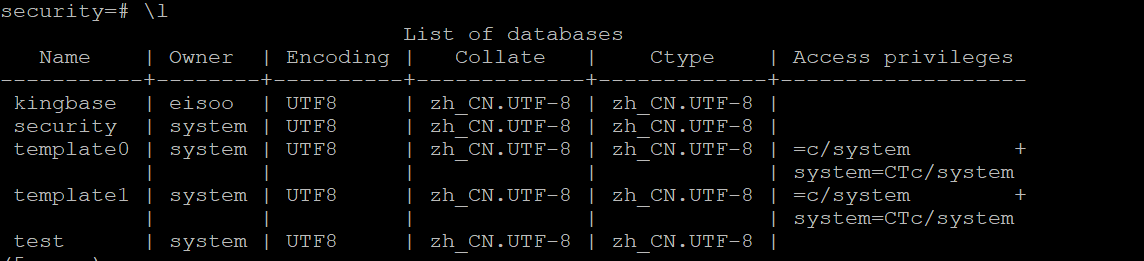 security=# \l
                                  List of databases
   Name    | Owner  | Encoding |   Collate   |    Ctype    | Access privileges
-----------+--------+----------+-------------+-------------+-------------------
 kingbase  | eisoo  | UTF8     | zh_CN.UTF-8 | zh_CN.UTF-8 |
 security  | system | UTF8     | zh_CN.UTF-8 | zh_CN.UTF-8 |
 template0 | system | UTF8     | zh_CN.UTF-8 | zh_CN.UTF-8 | =c/system        +
           |        |          |             |             | system=CTc/system
 template1 | system | UTF8     | zh_CN.UTF-8 | zh_CN.UTF-8 | =c/system        +
           |        |          |             |             | system=CTc/system
 test      | system | UTF8     | zh_CN.UTF-8 | zh_CN.UTF-8 |